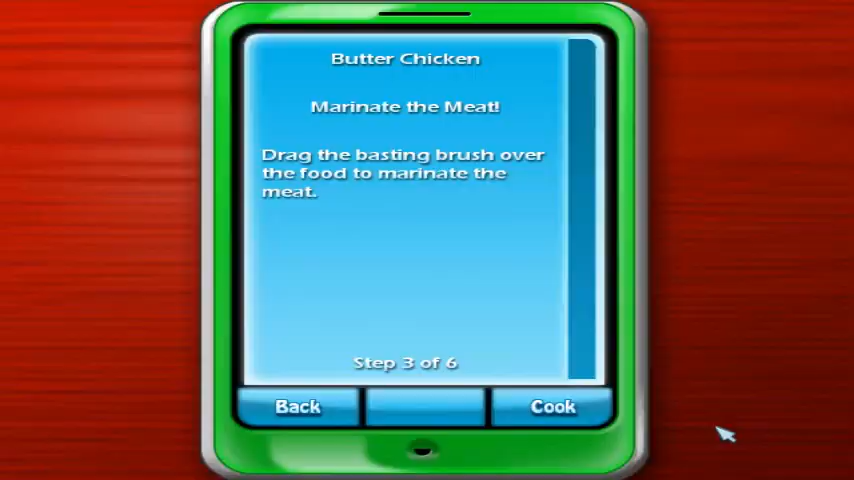 Butter Chicken
Marinate the Meat!
Drag the basting brush over
the food to marinate the
meat.
Step 3 of 6
Back
Cook